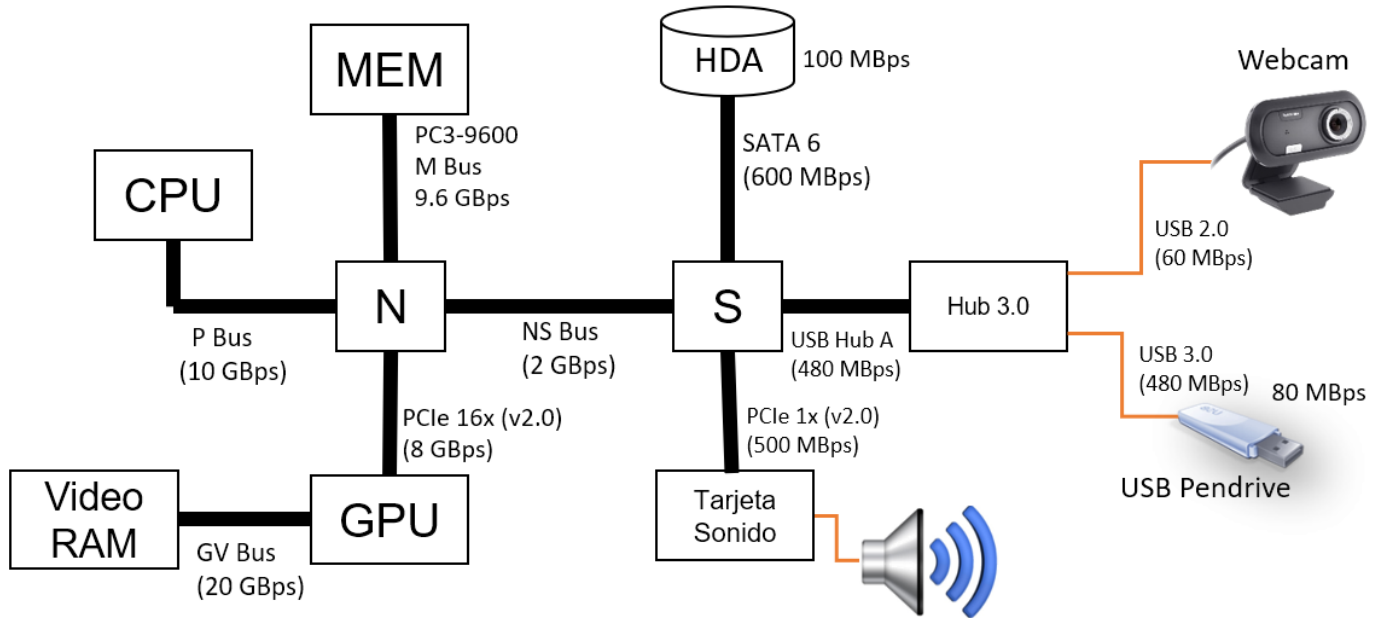 MEM
PC3-9600
M Bus
9.6 GBps
CPU
P Bus
(10 GBps)
N
NS Bus
(2 GBps)
PCIe 16x (v2.0)
(8 GBps)
Video
RAM
GV Bus
(20 GBps)
GPU
HDA
100 MBps
SATA 6
(600 MBps)
S
USB Hub A
(480 MBps)
Hub 3.0
PCIe 1x (v2.0)
(500 MBps)
Tarjeta
Sonido
Webcam
USB 2.0
(60 MBps)
USB 3.0
(480 MBps)
80 MBps
USB Pendrive